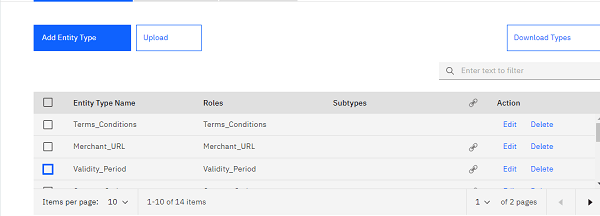 Add Entity Type
Upload
Download Types
Enter text to filter
Entity Type Name Roles Subtypes Action
Terms_Conditions Terms_Conditions Edit Delete
Merchant_URL Merchant_URL Edit Delete
Validity_Period Validity_Period Edit Delete
Items per page: 10 1-10 of 14 items 1 of 2 pages